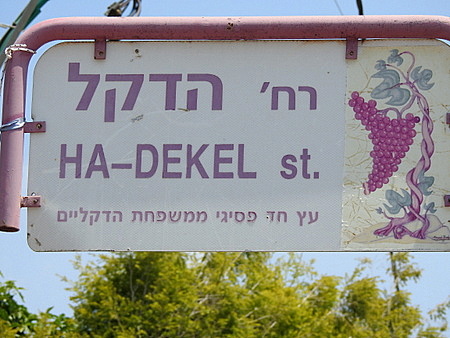 רח' הדקל
HA-DEKEL st.
עץ חד פסיגי ממשפחת הדקליים